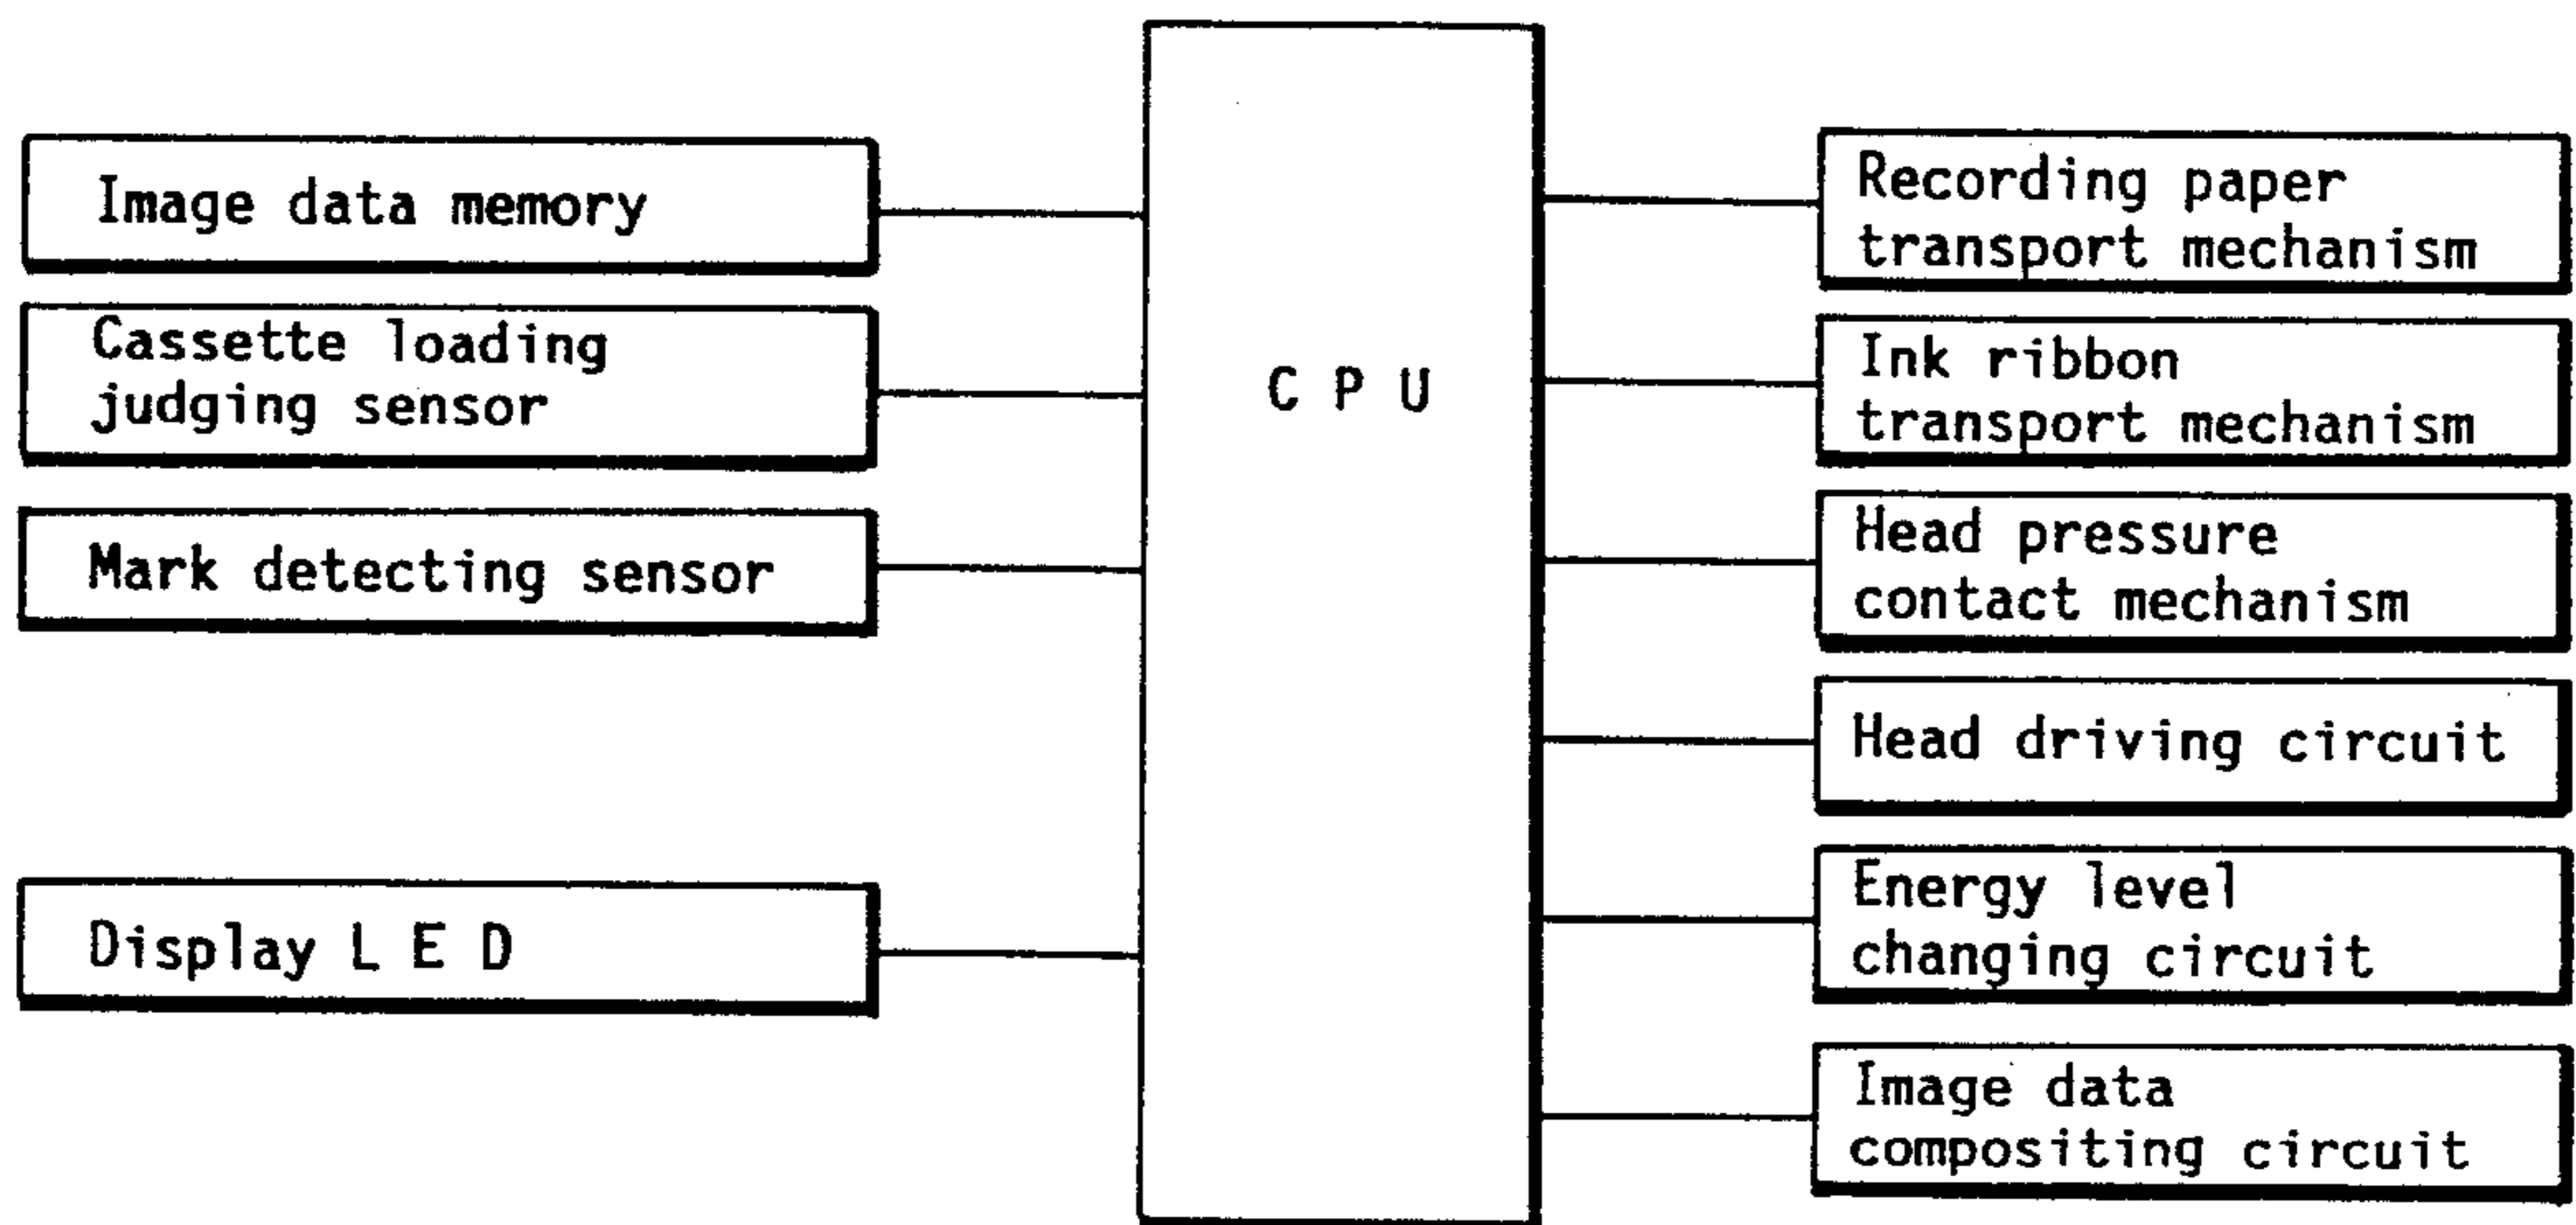 Image data memory
Cassette loading
judging sensor
Mark detecting sensor
Display L E D
C P U
Recording paper
transport mechanism
Ink ribbon
transport mechanism
Head pressure
contact mechanism
Head driving circuit
Energy level
changing circuit
Image data
compositing circuit